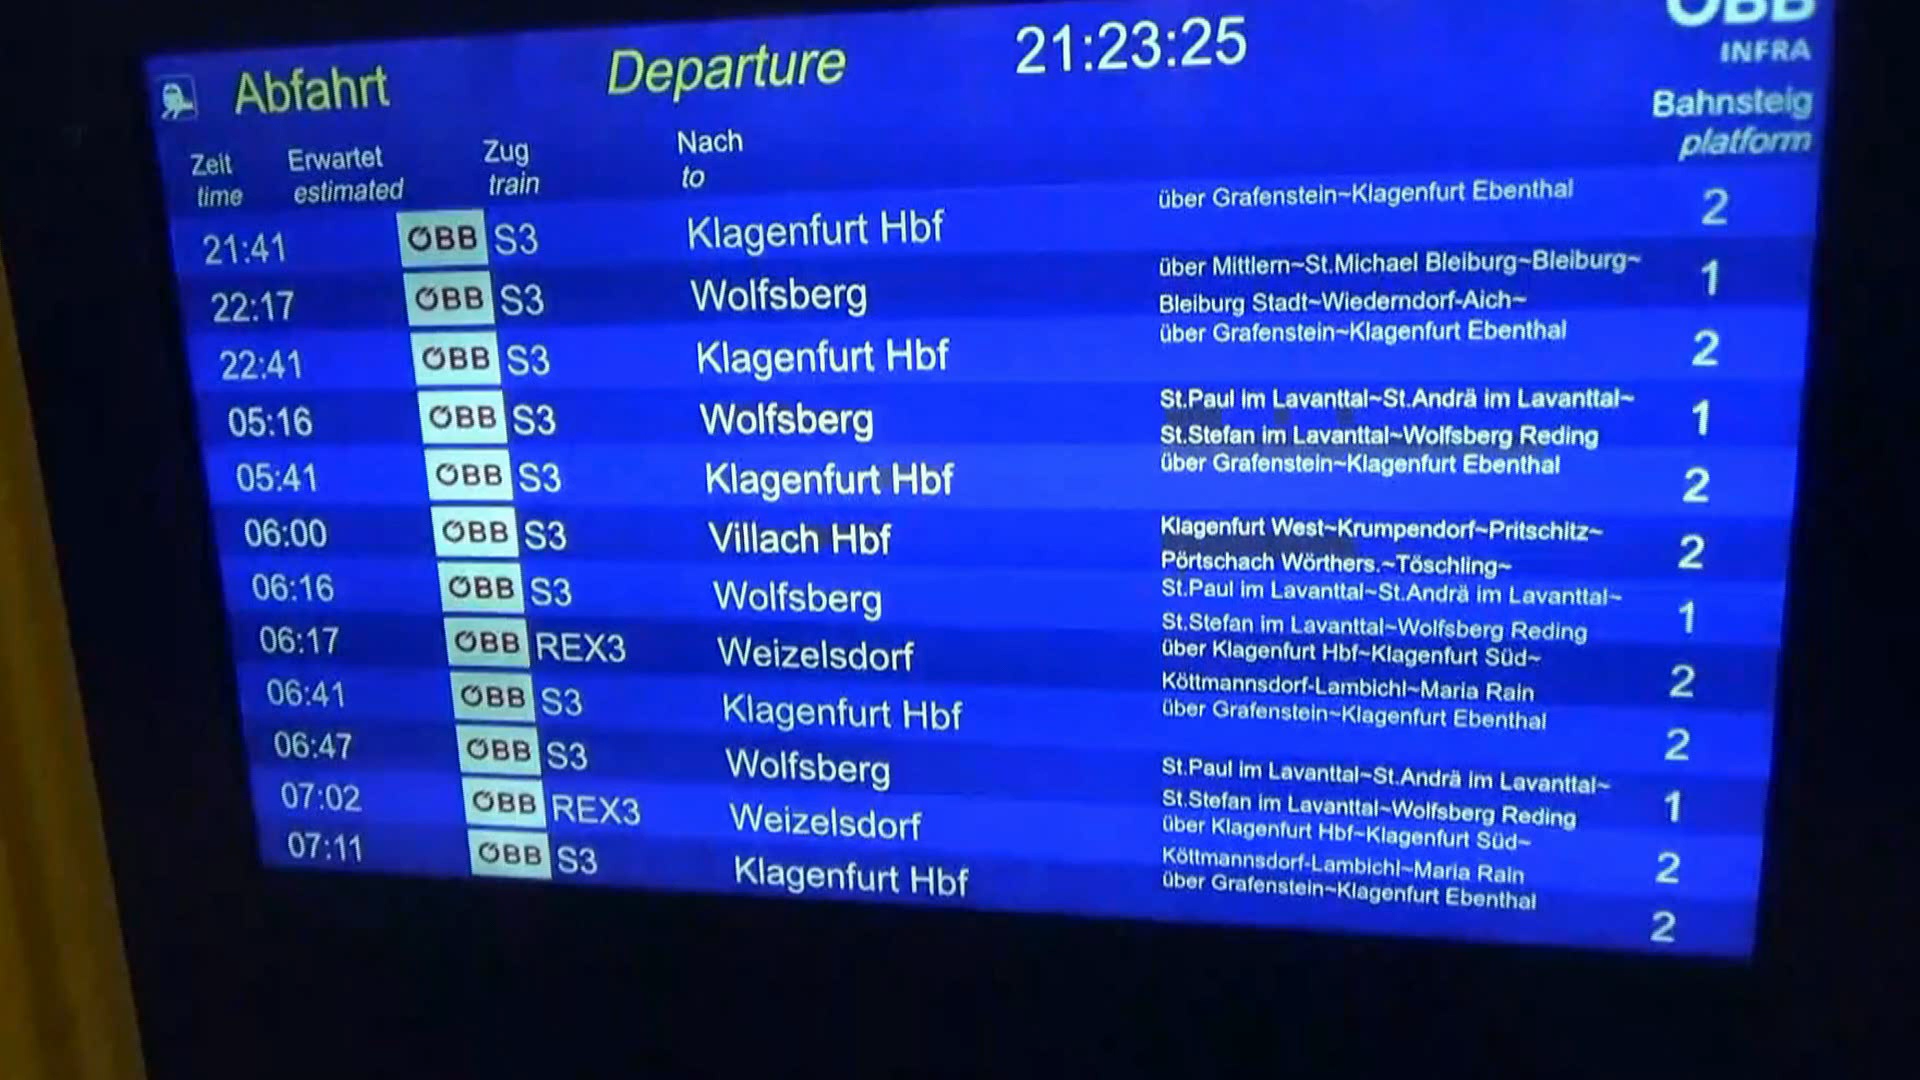 Abfahrt Departure 21:23:25 ÖBB
INFRA
Zeit Erwartet Zug Nach Bahnsteig
time estimated train to platform
21:41 ÖBB S3 Klagenfurt Hbf über Grafenstein~Klagenfurt Ebenthal 2
22:17 ÖBB S3 Wolfsberg über Mittlern~St.Michael Bleiburg~Bleiburg~ 1
Bleiburg Stadt~Wiederndorf-Aich~
22:41 ÖBB S3 Klagenfurt Hbf über Grafenstein~Klagenfurt Ebenthal 2
05:16 ÖBB S3 Wolfsberg St.Paul im Lavanttal~St.Andrä im Lavanttal~ 1
St.Stefan im Lavanttal~Wolfsberg Reding
05:41 ÖBB S3 Klagenfurt Hbf über Grafenstein~Klagenfurt Ebenthal 2
06:00 ÖBB S3 Villach Hbf Klagenfurt West~Krumpendorf~Pritschitz~ 2
Pörtschach Wörthers.~Töschling~
06:16 ÖBB S3 Wolfsberg St.Paul im Lavanttal~St.Andrä im Lavanttal~ 1
St.Stefan im Lavanttal~Wolfsberg Reding
06:17 ÖBB REX3 Weizelsdorf über Klagenfurt Hbf~Klagenfurt Süd~ 2
Köttmannsdorf-Lambichl~Maria Rain
06:41 ÖBB S3 Klagenfurt Hbf über Grafenstein~Klagenfurt Ebenthal 2
06:47 ÖBB S3 Wolfsberg St.Paul im Lavanttal~St.Andrä im Lavanttal~ 1
St.Stefan im Lavanttal~Wolfsberg Reding
07:02 ÖBB REX3 Weizelsdorf über Klagenfurt Hbf~Klagenfurt Süd~ 2
Köttmannsdorf-Lambichl~Maria Rain
07:11 ÖBB S3 Klagenfurt Hbf über Grafenstein~Klagenfurt Ebenthal 2